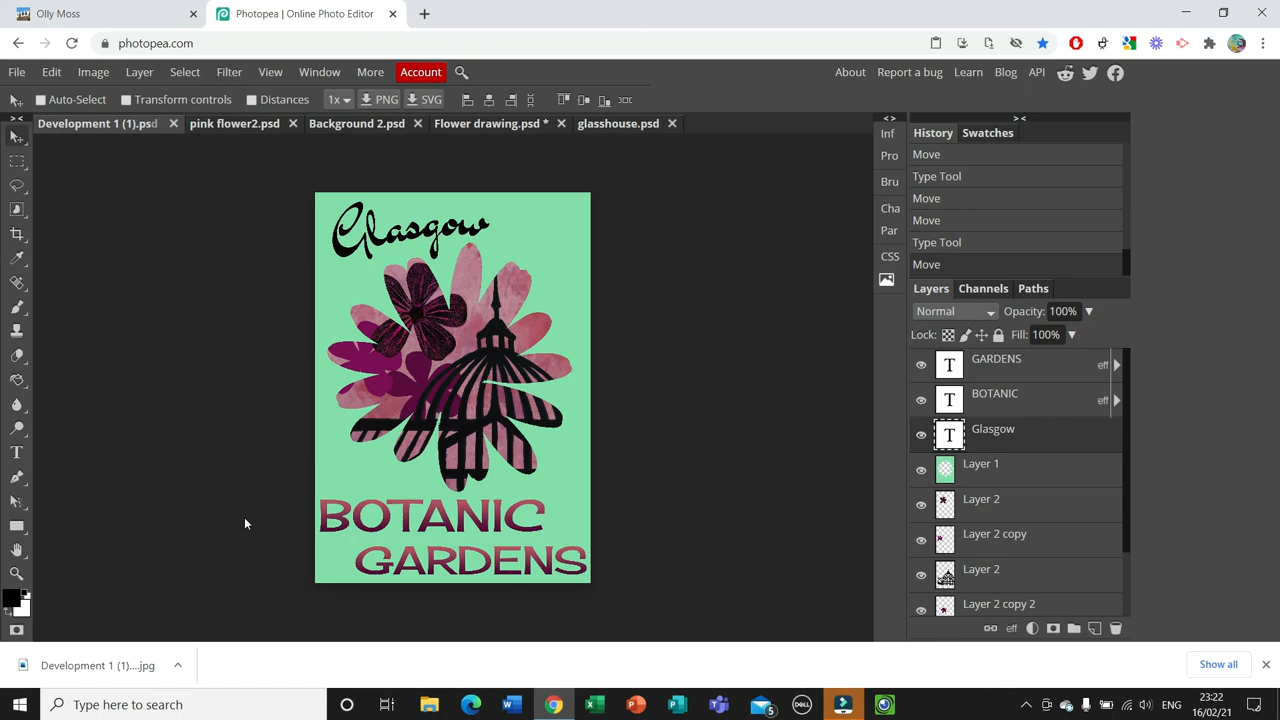 Olly Moss
Photopea | Online Photo Editor
photopea.com
File Edit Image Layer Select Filter View Window More Account
About Report a bug Learn Blog API
Auto-Select Transform controls Distances 1x PNG SVG
Development 1 (1).psd pink flower2.psd Background 2.psd Flower drawing.psd * glasshouse.psd
Inf
Pro
Bru
Cha
Par
CSS
History Swatches
Move
Type Tool
Move
Move
Type Tool
Move
Layers Channels Paths
Normal Opacity: 100%
Lock: Fill: 100%
T GARDENS eff
T BOTANIC eff
T Glasgow
Layer 1
Layer 2
Layer 2 copy
Layer 2
Layer 2 copy 2
eff
Glasgow
BOTANIC
GARDENS
Development 1 (1)....jpg
Show all
Type here to search
5
DELL
ENG
23:22
16/02/21